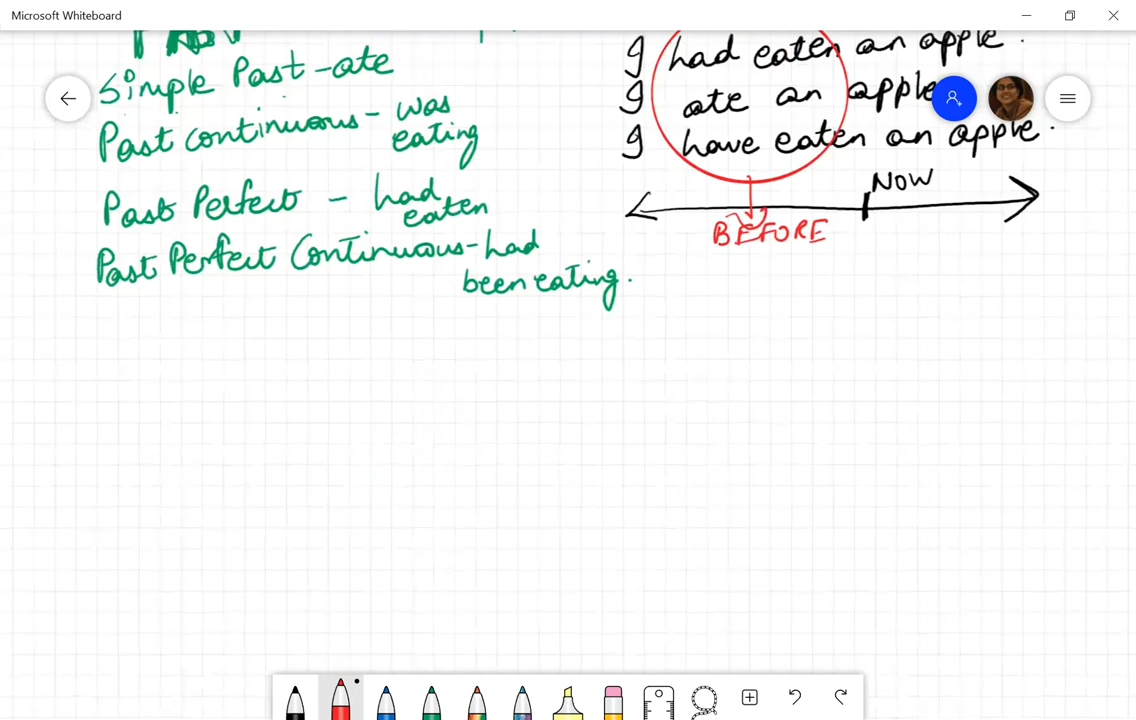 Microsoft Whiteboard
PAST
Simple Past - ate
Past continuous - was
eating
Past Perfect - had
eaten
Past Perfect Continuous - had
been eating.
I had eaten an apple.
I ate an apple
I have eaten an apple.
NOW
BEFORE